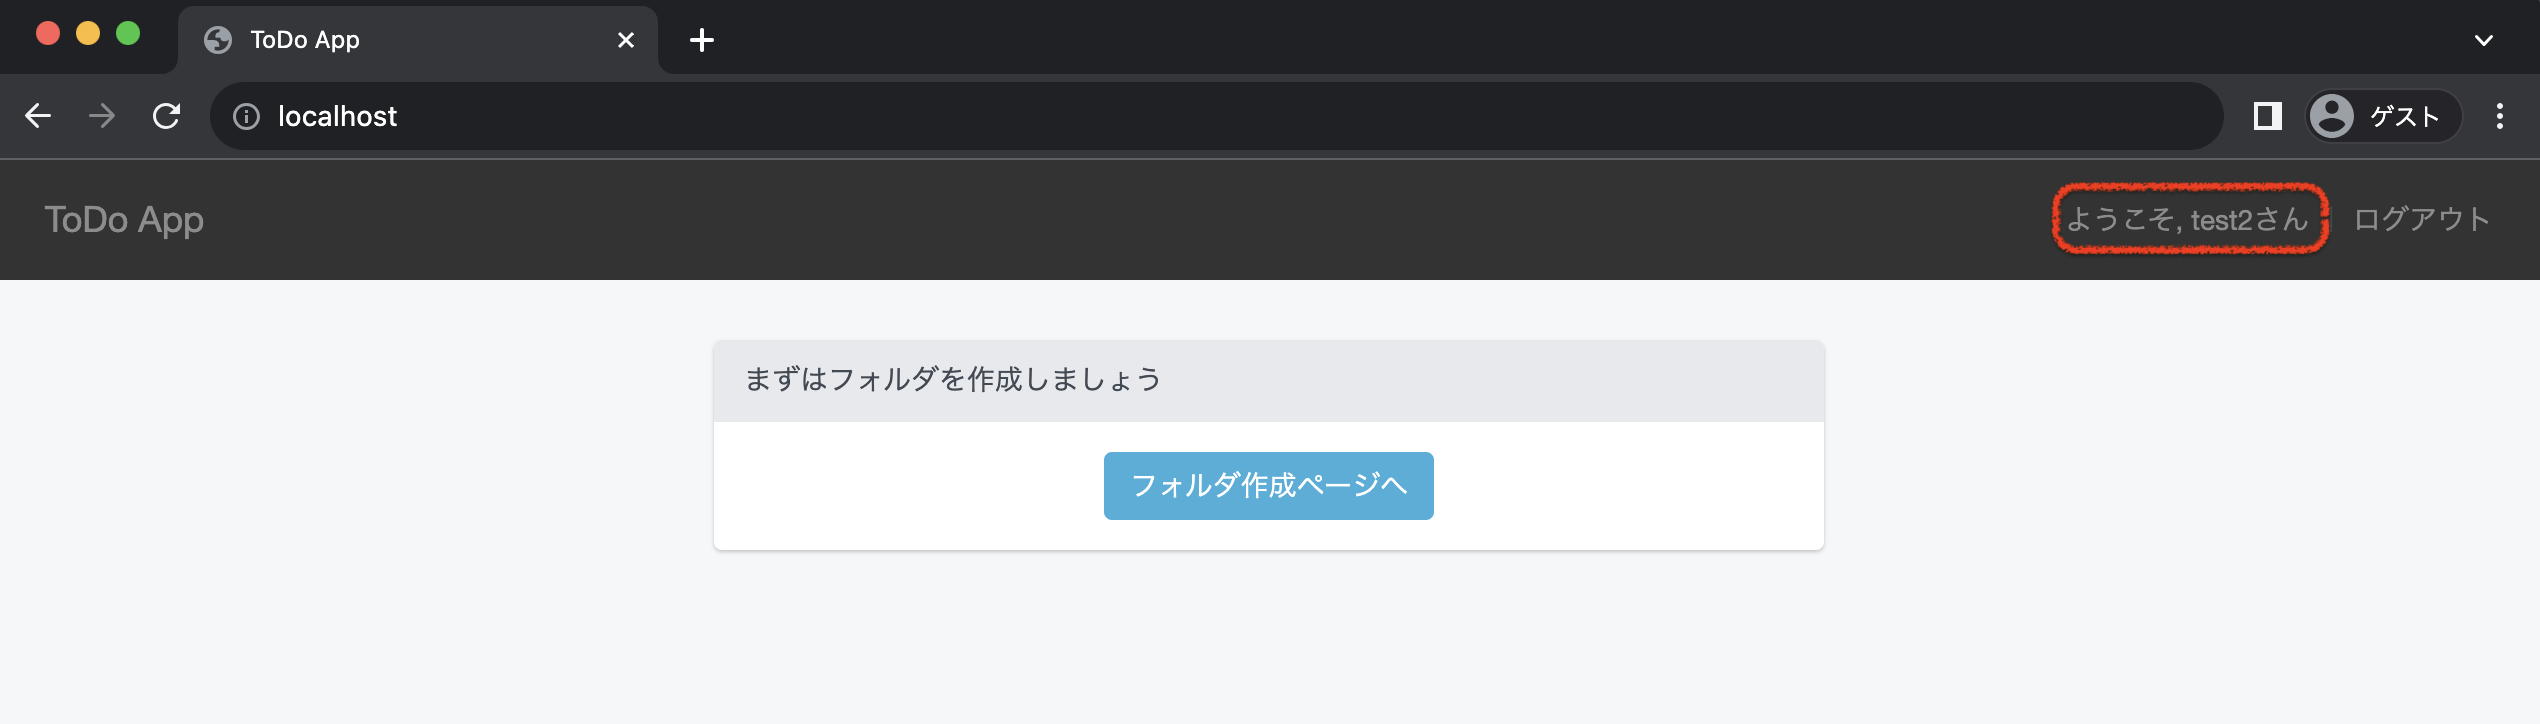 ToDo App
localhost
ゲスト
ToDo App
ようこそ, test2さん
ログアウト
まずはフォルダを作成しましょう
フォルダ作成ページへ